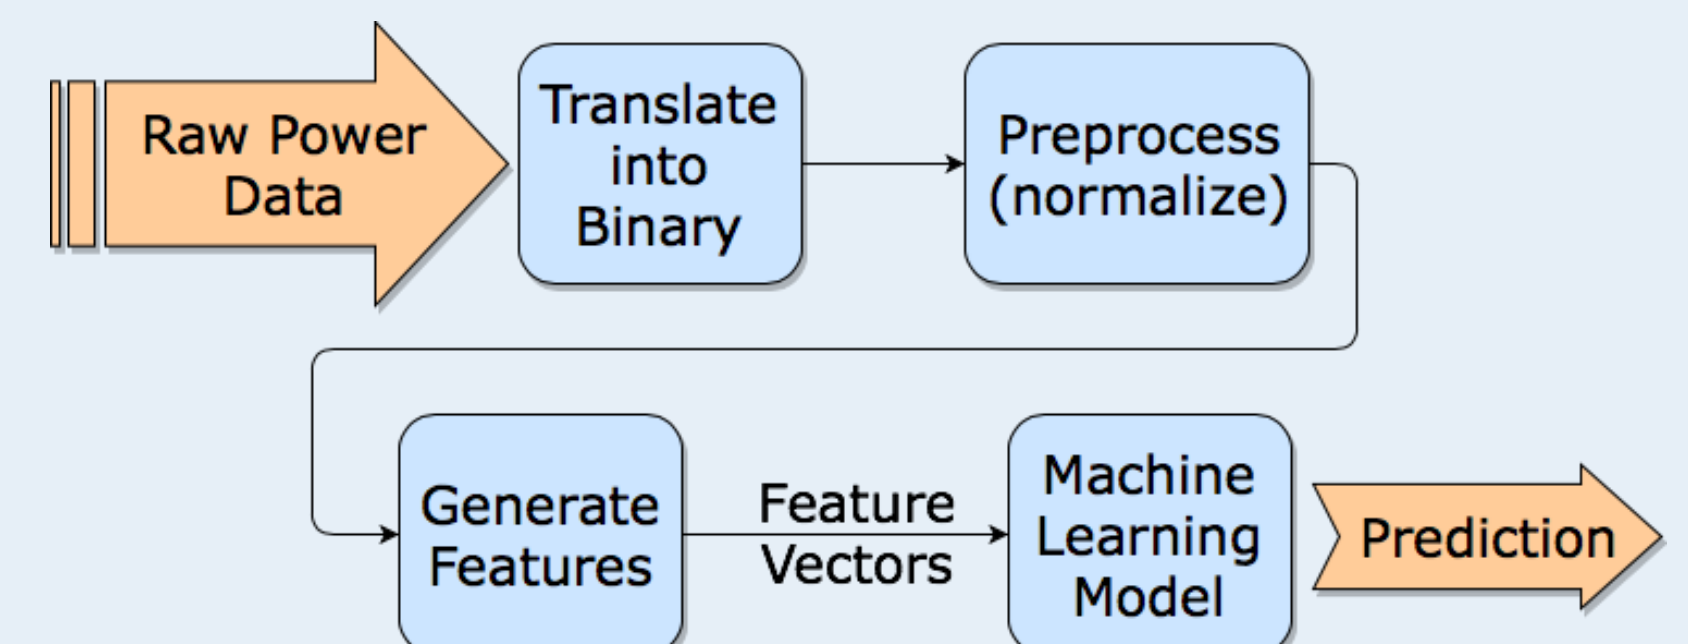 Raw Power
Data
Translate
into
Binary
Preprocess
(normalize)
Generate
Features
Feature
Vectors
Machine
Learning
Model
Prediction